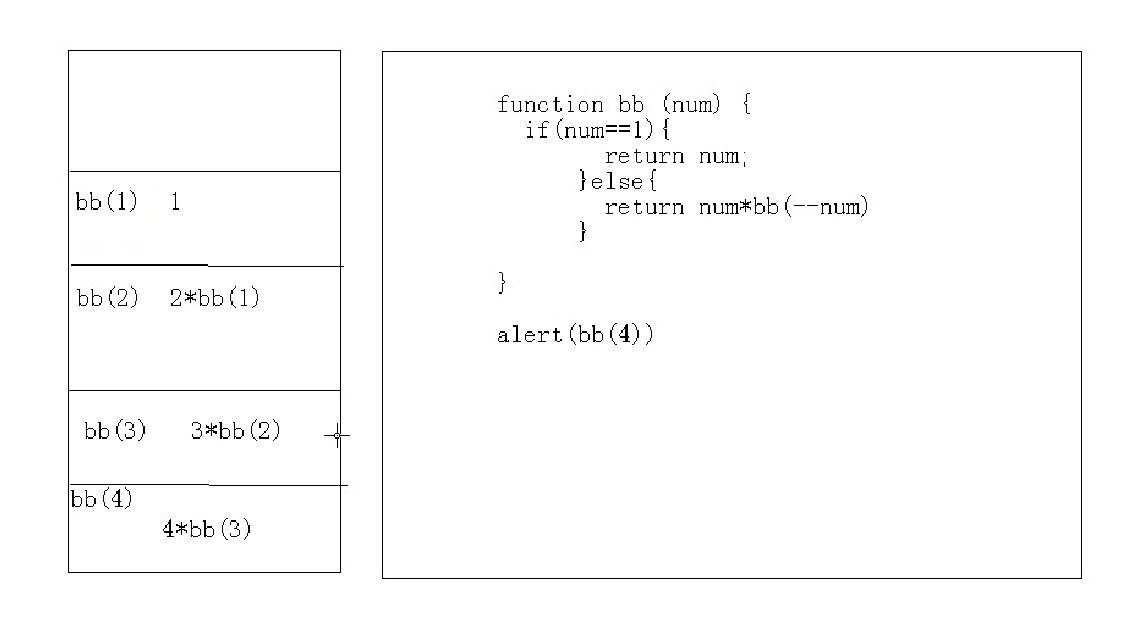 bb(1) 1
bb(2) 2*bb(1)
bb(3) 3*bb(2)
bb(4)
4*bb(3)
function bb (num) {
if(num==1){
return num;
}else{
return num*bb(--num)
}
}
alert(bb(4))